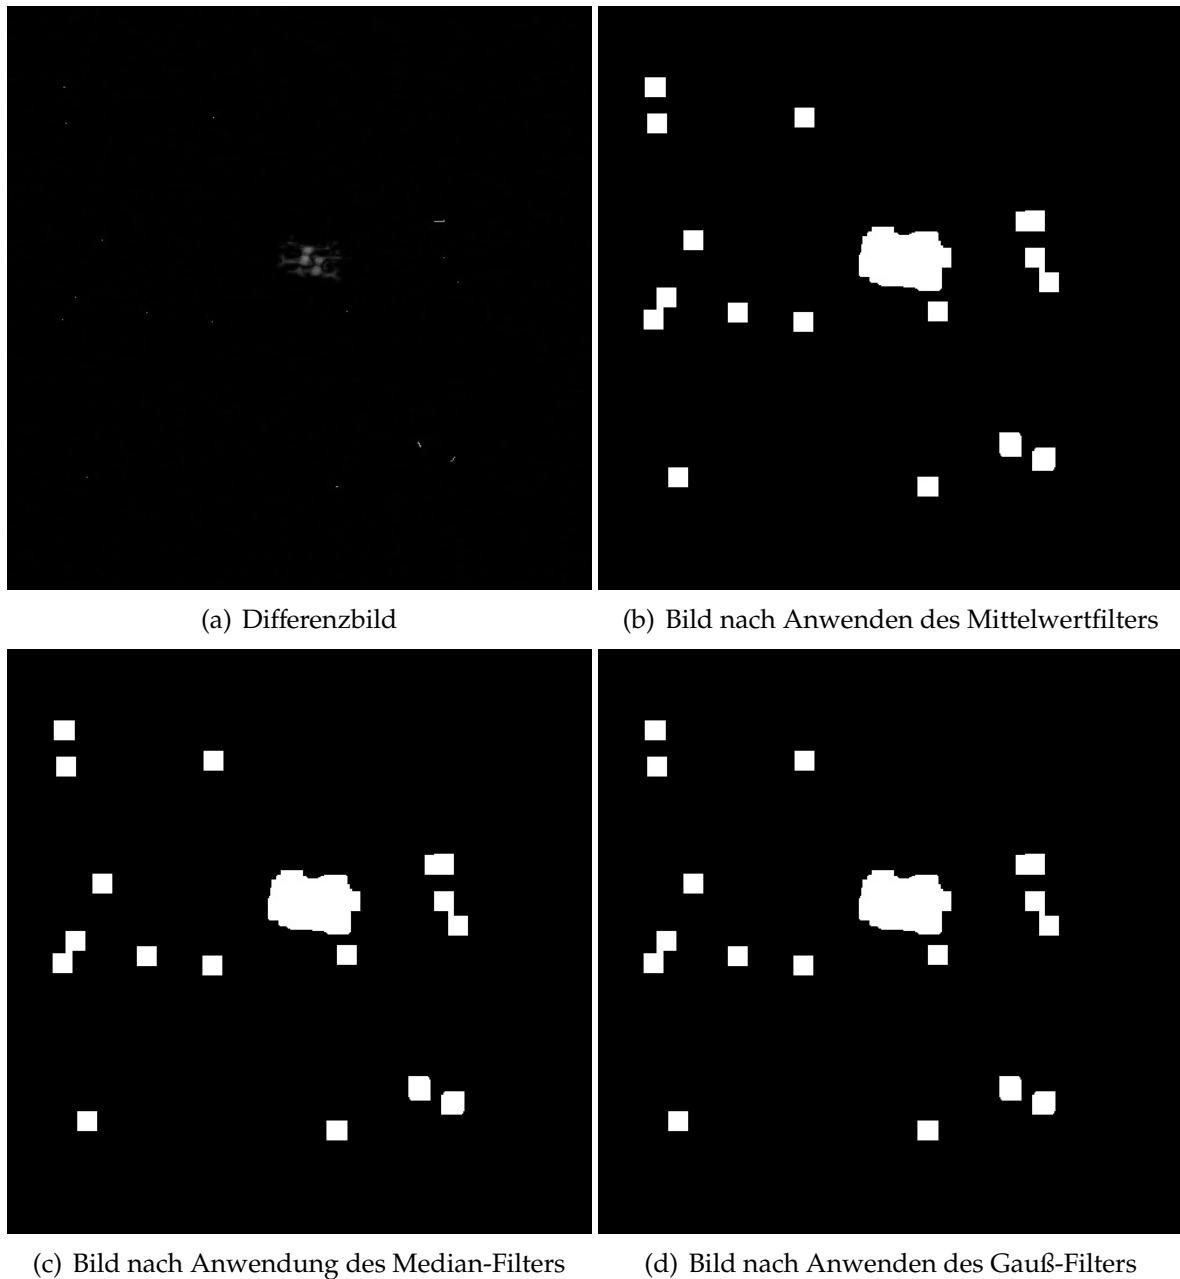 (a) Differenzbild
(b) Bild nach Anwenden des Mittelwertfilters
(c) Bild nach Anwendung des Median-Filters
(d) Bild nach Anwenden des Gauß-Filters